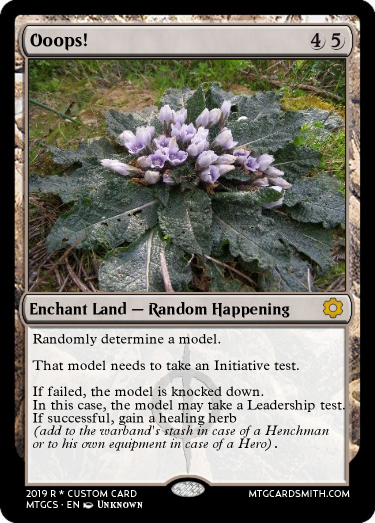 Ooops! 4 5
Enchant Land — Random Happening
Randomly determine a model.
That model needs to take an Initiative test.
If failed, the model is knocked down.
In this case, the model may take a Leadership test.
If successful, gain a healing herb
(add to the warband's stash in case of a Henchman
or to his own equipment in case of a Hero).
2019 R * CUSTOM CARD MTGCARDSMITH.COM
MTGCS · EN UNKNOWN